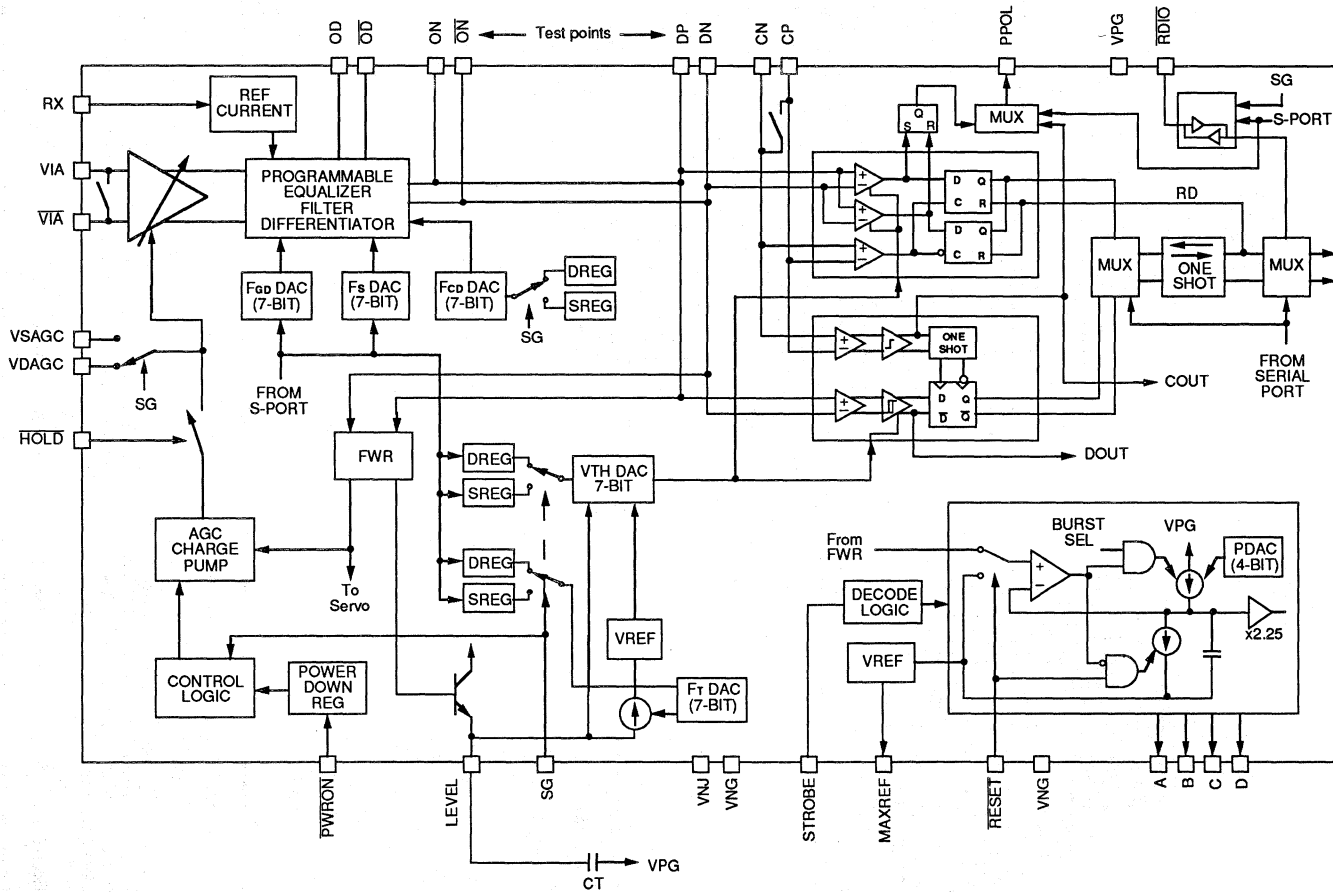 OD
OD
ON
ON
Test points
DP
DN
CN
CP
PPOL
VPG
RDIO
RX
REF
CURRENT
Q
S R
MUX
SG
S-PORT
VIA
VIA
PROGRAMMABLE
EQUALIZER
FILTER
DIFFERENTIATOR
+
−
D Q
C R
+
−
D Q
C R
+
−
RD
MUX
ONE
SHOT
MUX
FGD DAC
(7-BIT)
FS DAC
(7-BIT)
FCD DAC
(7-BIT)
DREG
SREG
SG
VSAGC
VDAGC
SG
FROM
S-PORT
+
−
ONE
SHOT
FROM
SERIAL
PORT
COUT
+
−
D Q
D Q
DOUT
HOLD
FWR
DREG
SREG
VTH DAC
7-BIT
AGC
CHARGE
PUMP
To
Servo
DREG
SREG
From
FWR
BURST
SEL
VPG
PDAC
(4-BIT)
+
−
x2.25
DECODE
LOGIC
VREF
VREF
CONTROL
LOGIC
POWER
DOWN
REG
FT DAC
(7-BIT)
PWRON
LEVEL
SG
VNJ
VNG
STROBE
MAXREF
RESET
VNG
A
B
C
D
CT
VPG